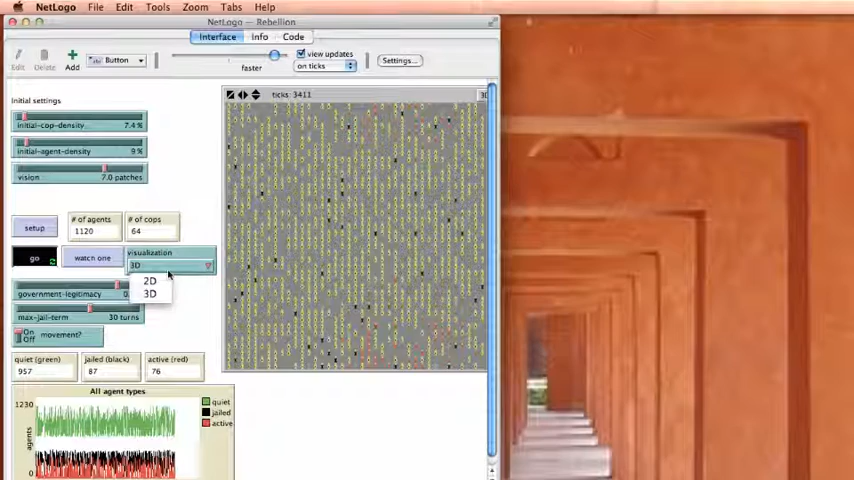 NetLogo File Edit Tools Zoom Tabs Help
NetLogo — Rebellion
Interface Info Code
Edit Delete Add Button
faster
view updates
on ticks
Settings...
ticks: 3411
3D
Initial settings
initial-cop-density 7.4 %
initial-agent-density 9 %
vision 7.0 patches
setup
# of agents
1120
# of cops
64
go
watch one
visualization
3D
2D
3D
government-legitimacy
max-jail-term 30 turns
On
Off
movement?
quiet (green)
957
jailed (black)
87
active (red)
76
All agent types
1230
agents
0
quiet
jailed
active